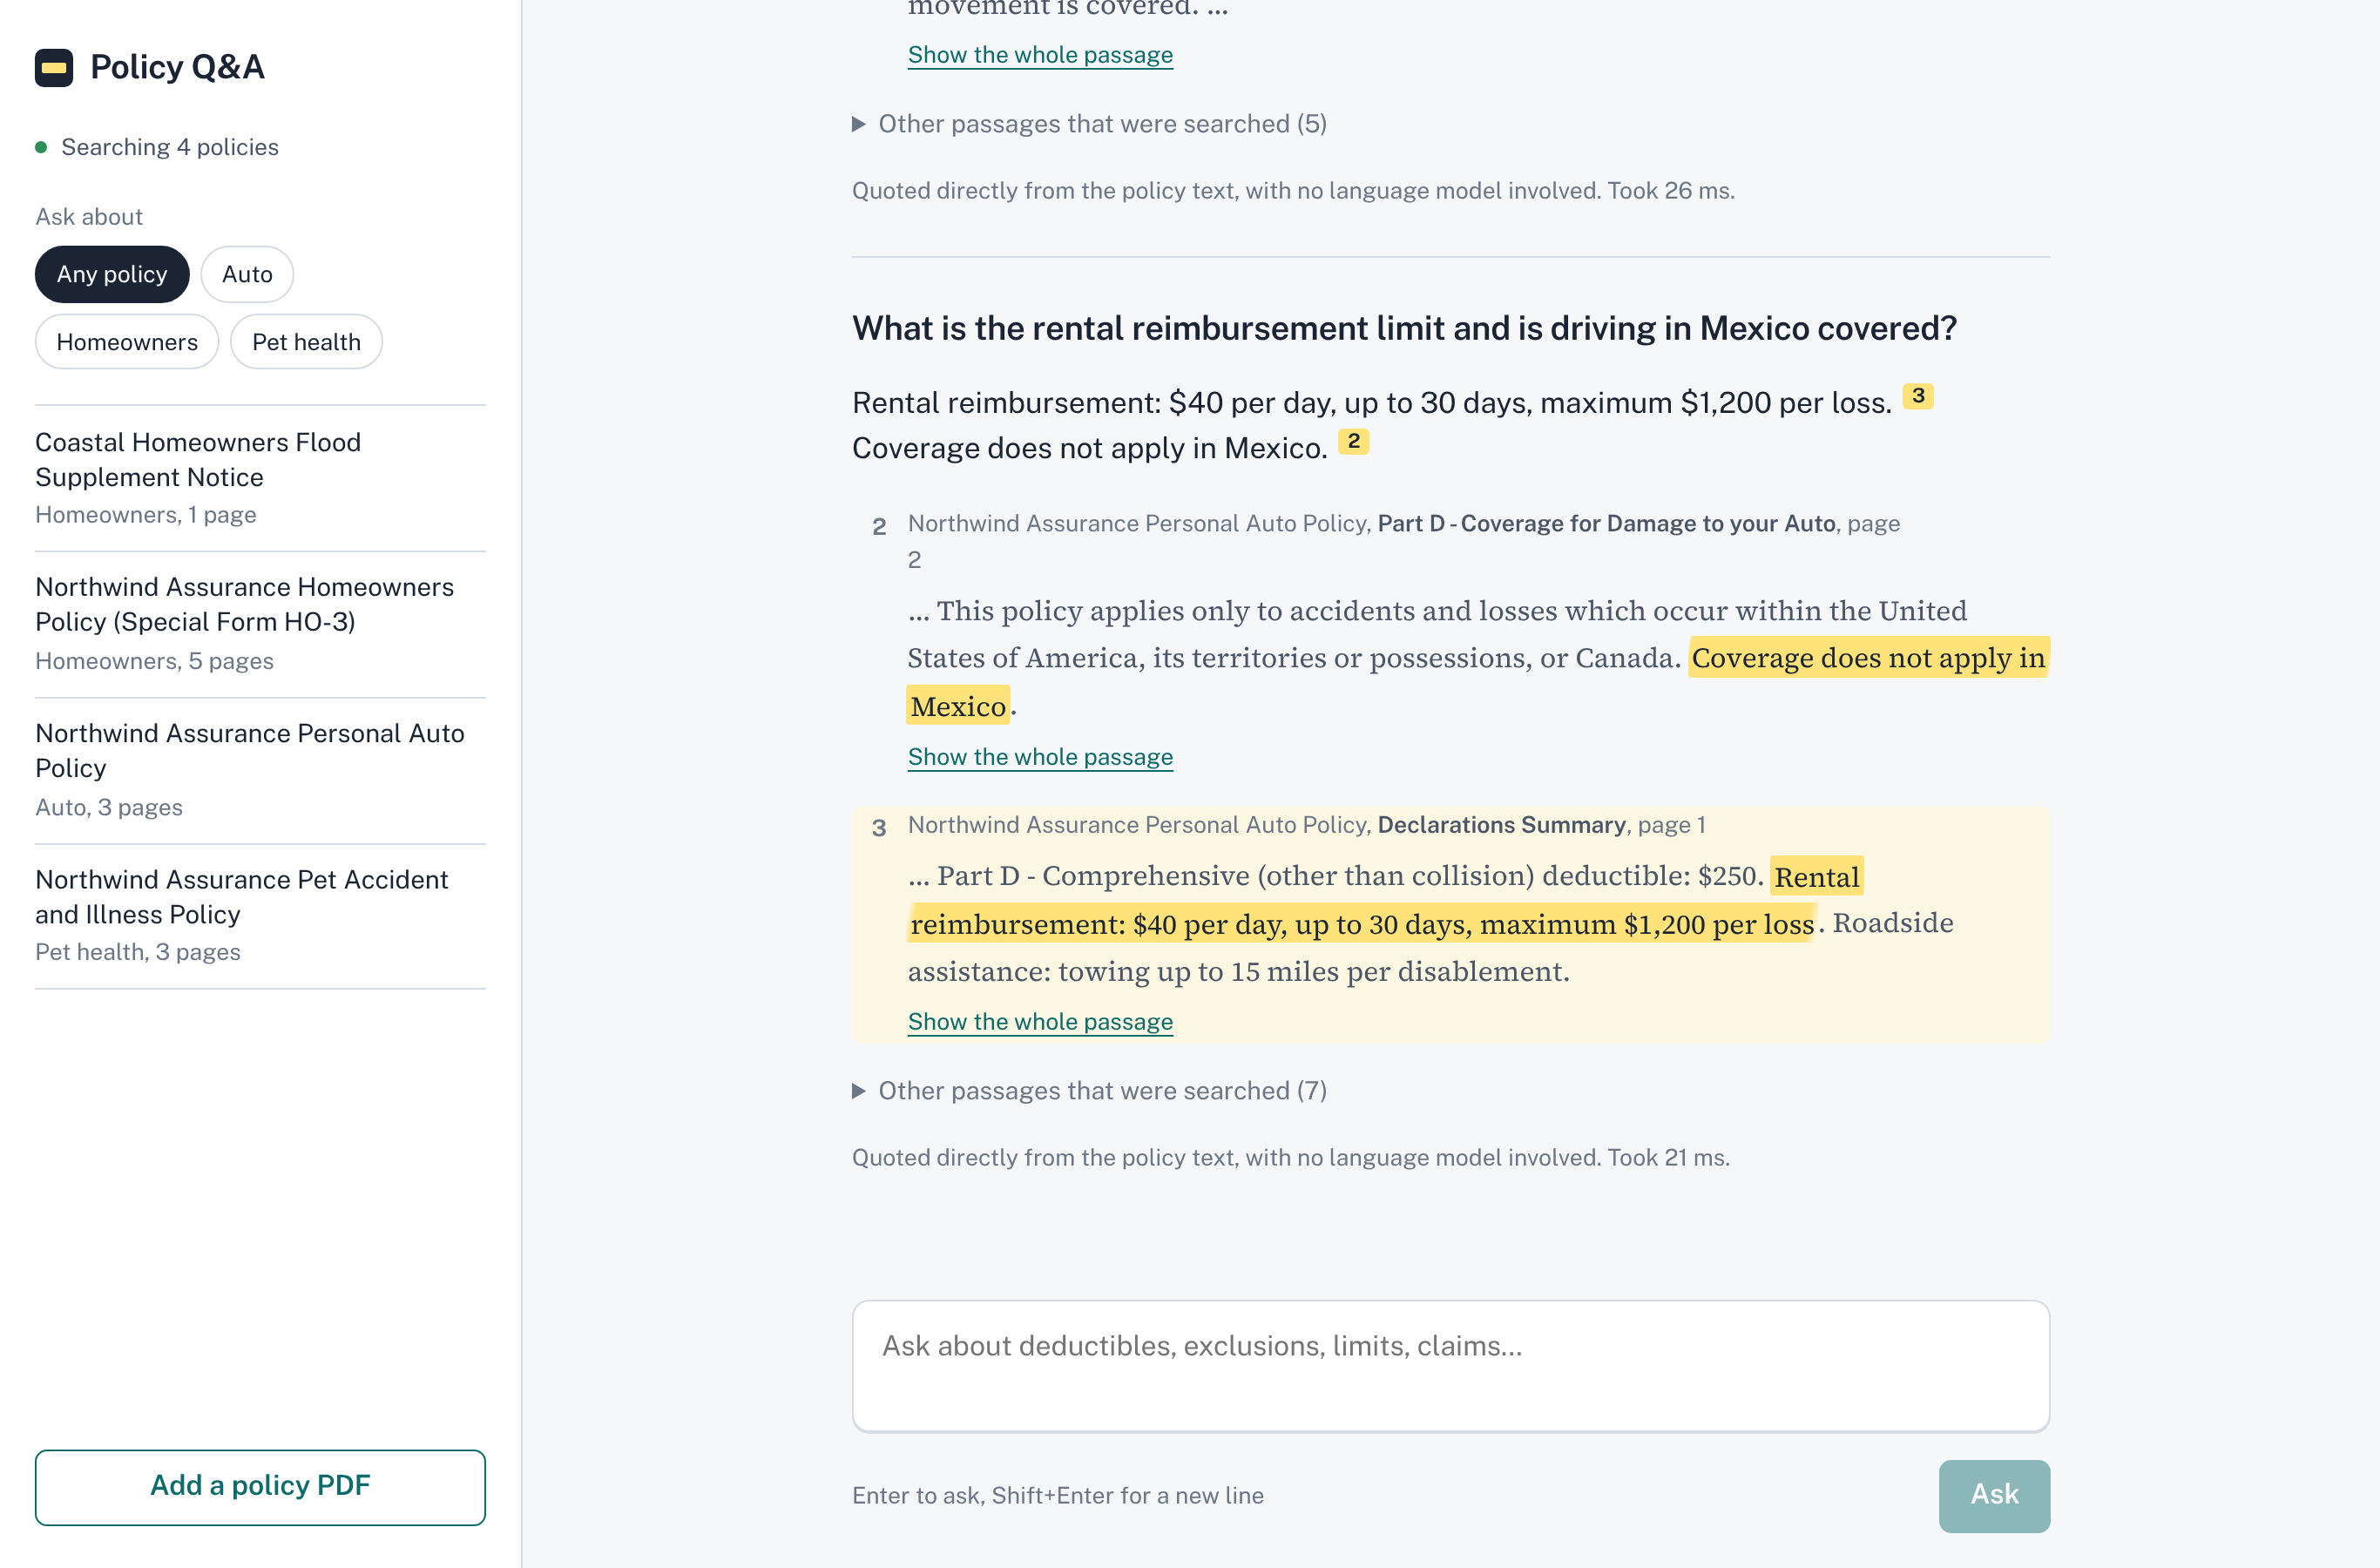 Policy Q&A
Searching 4 policies
Ask about
Any policy
Auto
Homeowners
Pet health
Coastal Homeowners Flood
Supplement Notice
Homeowners, 1 page
Northwind Assurance Homeowners
Policy (Special Form HO-3)
Homeowners, 5 pages
Northwind Assurance Personal Auto
Policy
Auto, 3 pages
Northwind Assurance Pet Accident
and Illness Policy
Pet health, 3 pages
Add a policy PDF
movement is covered. ...
Show the whole passage
Other passages that were searched (5)
Quoted directly from the policy text, with no language model involved. Took 26 ms.
What is the rental reimbursement limit and is driving in Mexico covered?
Rental reimbursement: $40 per day, up to 30 days, maximum $1,200 per loss. 3
Coverage does not apply in Mexico. 2
2 Northwind Assurance Personal Auto Policy, Part D - Coverage for Damage to your Auto, page
2
... This policy applies only to accidents and losses which occur within the United
States of America, its territories or possessions, or Canada. Coverage does not apply in
Mexico.
Show the whole passage
3 Northwind Assurance Personal Auto Policy, Declarations Summary, page 1
... Part D - Comprehensive (other than collision) deductible: $250. Rental
reimbursement: $40 per day, up to 30 days, maximum $1,200 per loss. Roadside
assistance: towing up to 15 miles per disablement.
Show the whole passage
Other passages that were searched (7)
Quoted directly from the policy text, with no language model involved. Took 21 ms.
Ask about deductibles, exclusions, limits, claims...
Enter to ask, Shift+Enter for a new line
Ask